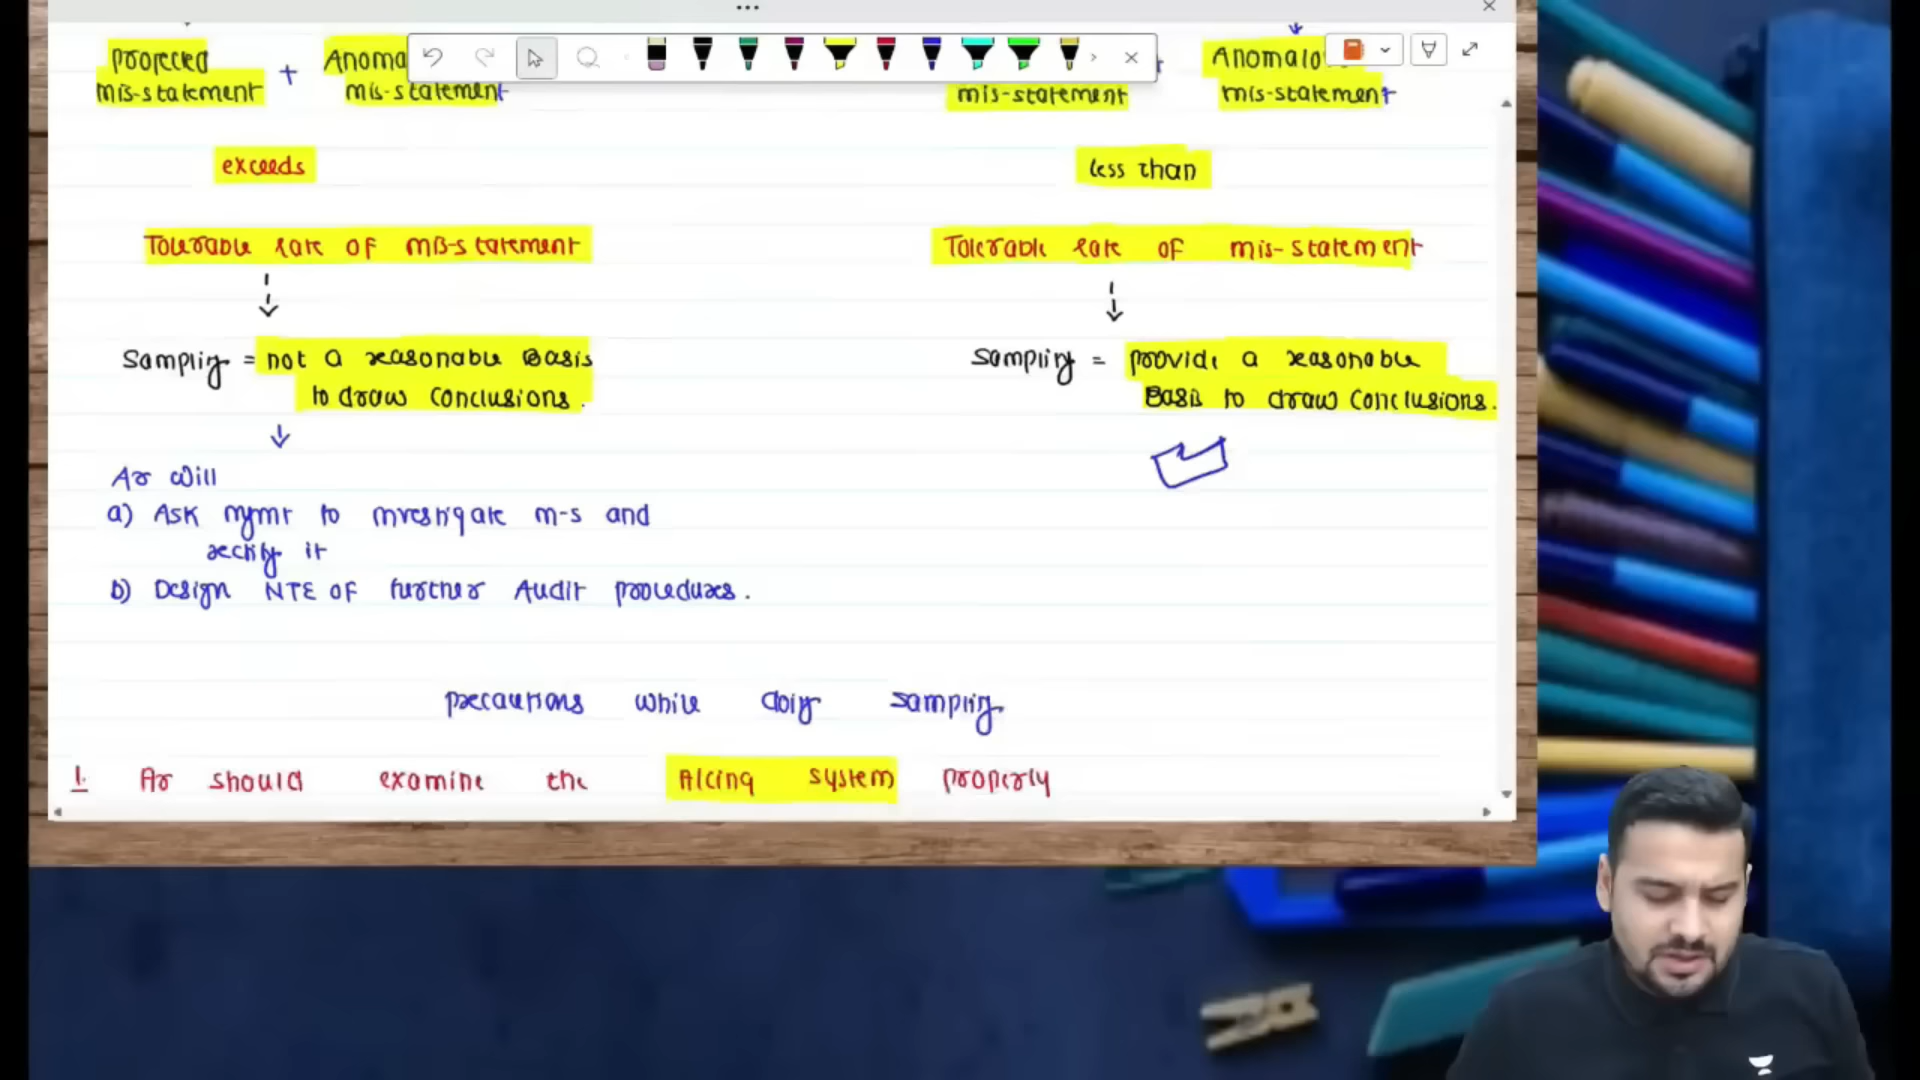 projected
mis-statement
+
Anoma
mis-statement
mis-statement
Anomalo
mis-statement
exceeds
less than
Tolerable rate of mis-statement
Tolerable rate of mis-statement
Sampling = not a reasonable Basis
to draw conclusions.
Sampling = provide a reasonable
Basis to draw conclusions.
Ar will
a) Ask mgmt to investigate m-s and
rectify it
b) Design NTE OF further Audit procedures.
precautions while doing sampling
1. Ar should examine the A/cing system properly